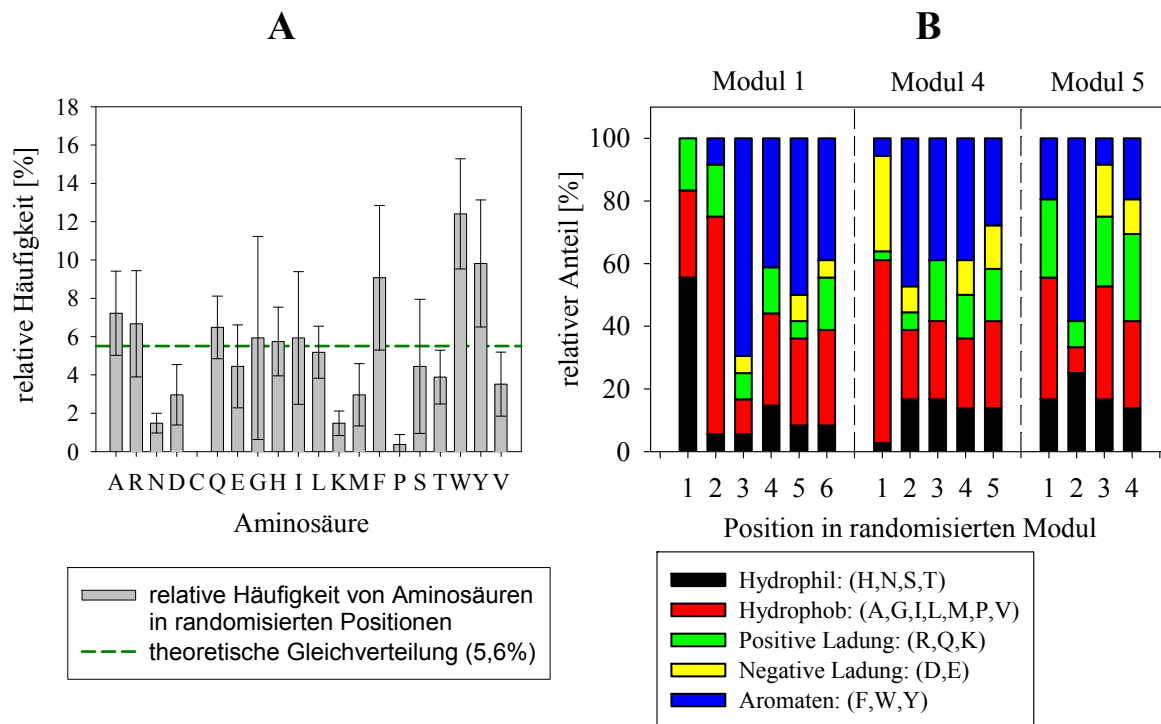 A
relative Häufigkeit [%]
18
16
14
12
10
8
6
4
2
0
A R N D C Q E G H I L K M F P S T W Y V
Aminosäure
relative Häufigkeit von Aminosäuren
in randomisierten Positionen
theoretische Gleichverteilung (5,6%)
B
Modul 1 Modul 4 Modul 5
relativer Anteil [%]
100
80
60
40
20
0
1 2 3 4 5 6 1 2 3 4 5 1 2 3 4
Position in randomisierten Modul
Hydrophil: (H,N,S,T)
Hydrophob: (A,G,I,L,M,P,V)
Positive Ladung: (R,Q,K)
Negative Ladung: (D,E)
Aromaten: (F,W,Y)